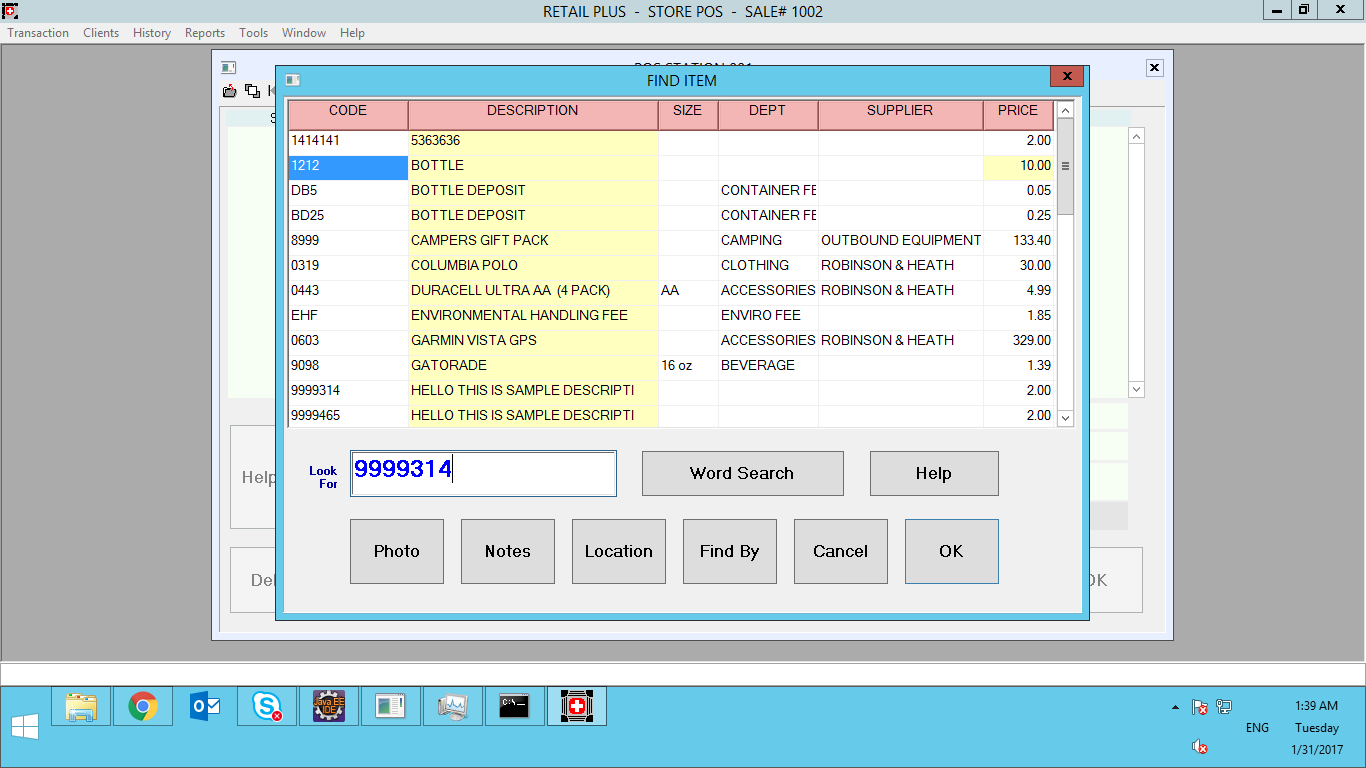 RETAIL PLUS - STORE POS - SALE# 1002
Transaction Clients History Reports Tools Window Help
FIND ITEM
CODE DESCRIPTION SIZE DEPT SUPPLIER PRICE
1414141 5363636 2.00
1212 BOTTLE 10.00
DB5 BOTTLE DEPOSIT CONTAINER FE 0.05
BD25 BOTTLE DEPOSIT CONTAINER FE 0.25
8999 CAMPERS GIFT PACK CAMPING OUTBOUND EQUIPMENT 133.40
0319 COLUMBIA POLO CLOTHING ROBINSON & HEATH 30.00
0443 DURACELL ULTRA AA (4 PACK) AA ACCESSORIES ROBINSON & HEATH 4.99
EHF ENVIRONMENTAL HANDLING FEE ENVIRO FEE 1.85
0603 GARMIN VISTA GPS ACCESSORIES ROBINSON & HEATH 329.00
9098 GATORADE 16 oz BEVERAGE 1.39
9999314 HELLO THIS IS SAMPLE DESCRIPTI 2.00
9999465 HELLO THIS IS SAMPLE DESCRIPTI 2.00
Look
For
9999314
Word Search
Help
Help
Photo Notes Location Find By Cancel OK
Del
OK
Java EE
IDE
C:\
1:39 AM
ENG Tuesday
1/31/2017